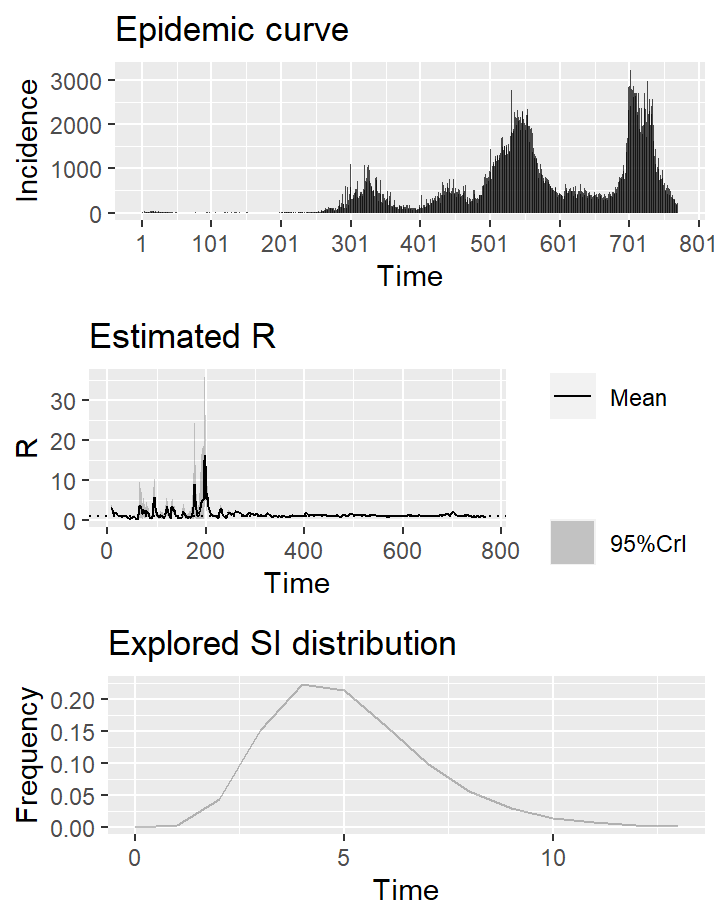 Epidemic curve
Incidence
3000
2000
1000
0
1 101 201 301 401 501 601 701 801
Time
Estimated R
R
30
20
10
0
0 200 400 600 800
Time
Mean
95%CrI
Explored SI distribution
Frequency
0.20
0.15
0.10
0.05
0.00
0 5 10
Time